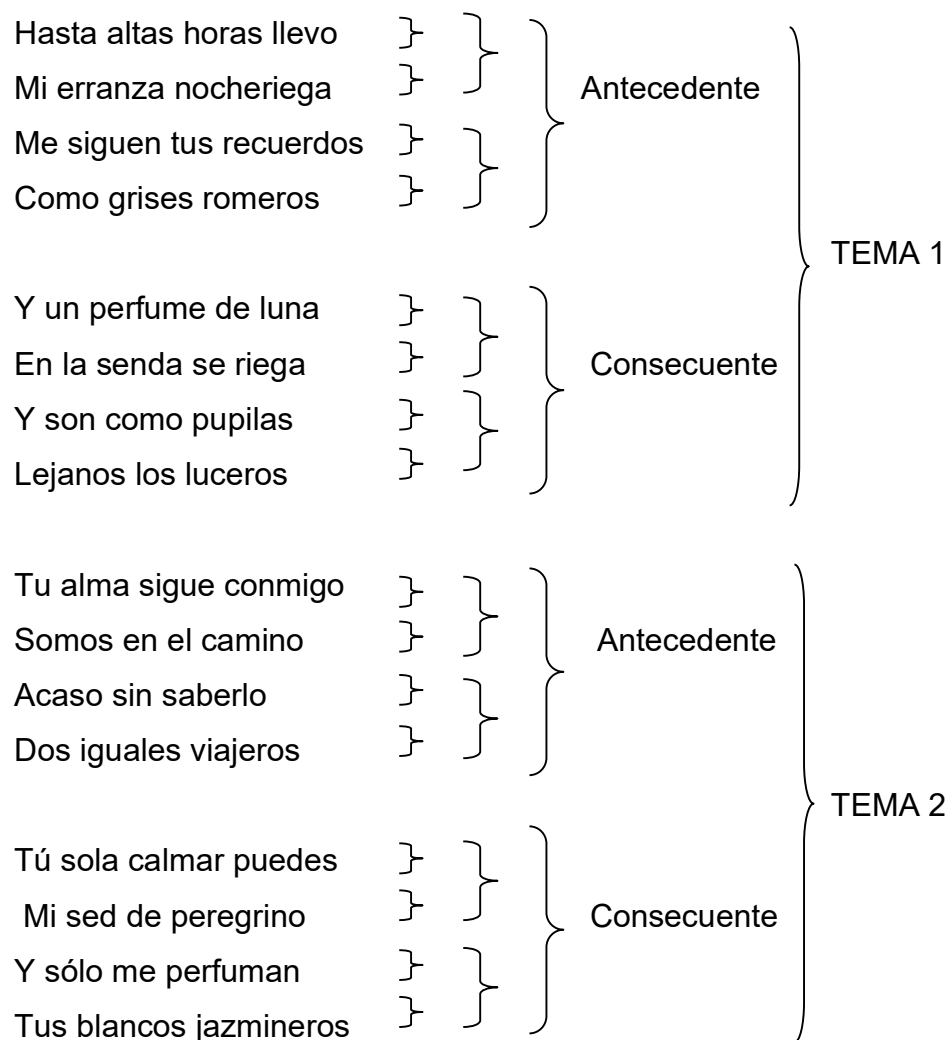 Hasta altas horas llevo
Mi erranza nocheriega
Antecedente
Me siguen tus recuerdos
Como grises romeros
TEMA 1
Y un perfume de luna
En la senda se riega
Consecuente
Y son como pupilas
Lejanos los luceros
Tu alma sigue conmigo
Somos en el camino
Antecedente
Acaso sin saberlo
Dos iguales viajeros
TEMA 2
Tú sola calmar puedes
Mi sed de peregrino
Consecuente
Y sólo me perfuman
Tus blancos jazmineros